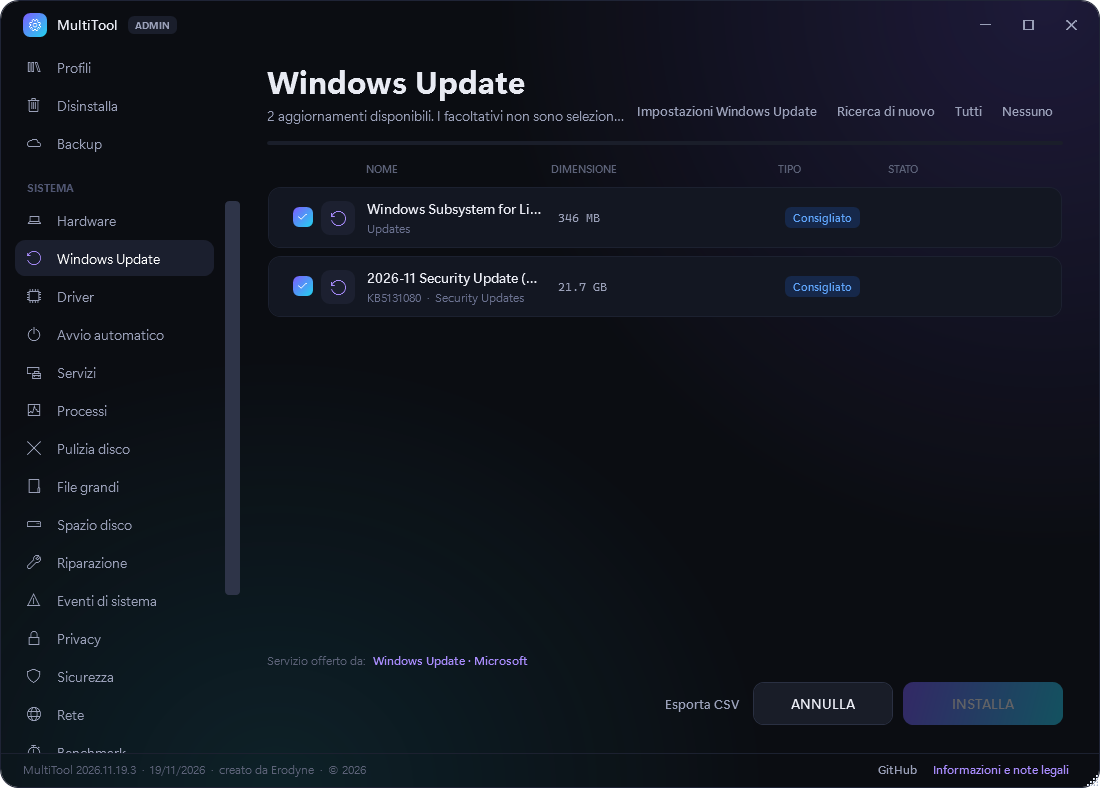 MultiTool ADMIN
Profili
Disinstalla
Backup
SISTEMA
Hardware
Windows Update
Driver
Avvio automatico
Servizi
Processi
Pulizia disco
File grandi
Spazio disco
Riparazione
Eventi di sistema
Privacy
Sicurezza
Rete
Benchmark
Windows Update
2 aggiornamenti disponibili. I facoltativi non sono selezion...
Impostazioni Windows Update Ricerca di nuovo Tutti Nessuno
NOME DIMENSIONE TIPO STATO
Windows Subsystem for Li... 346 MB Consigliato
Updates
2026-11 Security Update (... 21.7 GB Consigliato
KB5131080 · Security Updates
Servizio offerto da: Windows Update · Microsoft
Esporta CSV ANNULLA INSTALLA
MultiTool 2026.11.19.3 · 19/11/2026 · creato da Erodyne · © 2026
GitHub Informazioni e note legali